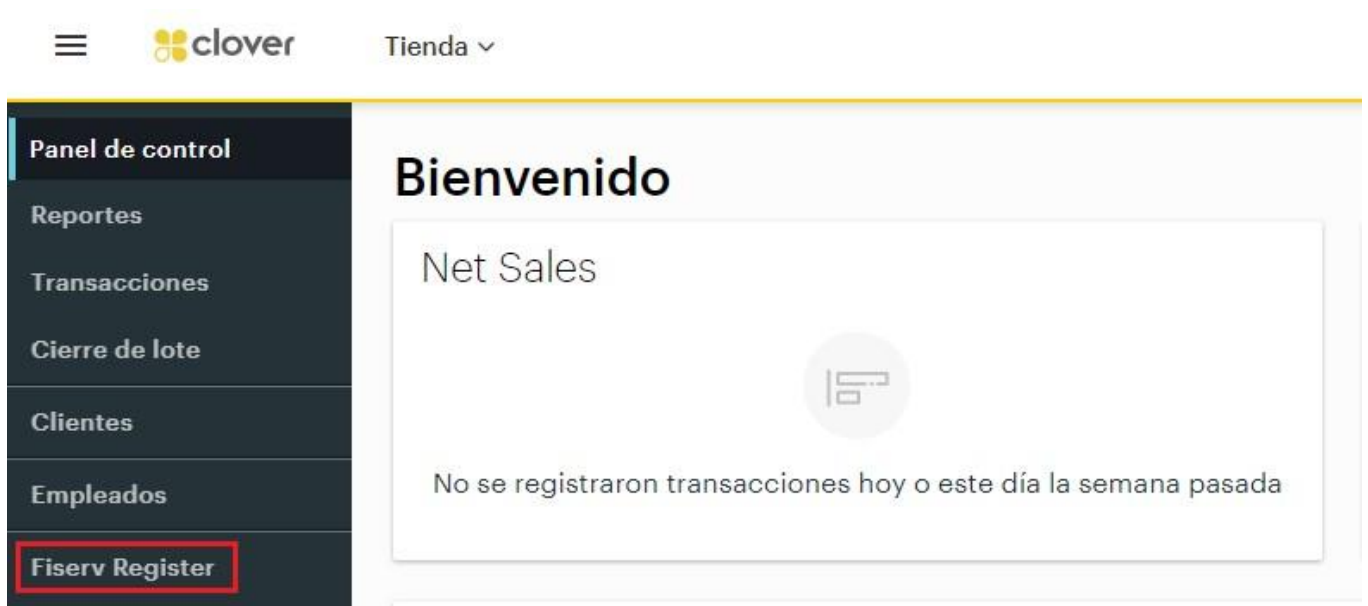 clover
Tienda
Panel de control
Reportes
Transacciones
Cierre de lote
Clientes
Empleados
Fiserv Register
Bienvenido
Net Sales
No se registraron transacciones hoy o este día la semana pasada